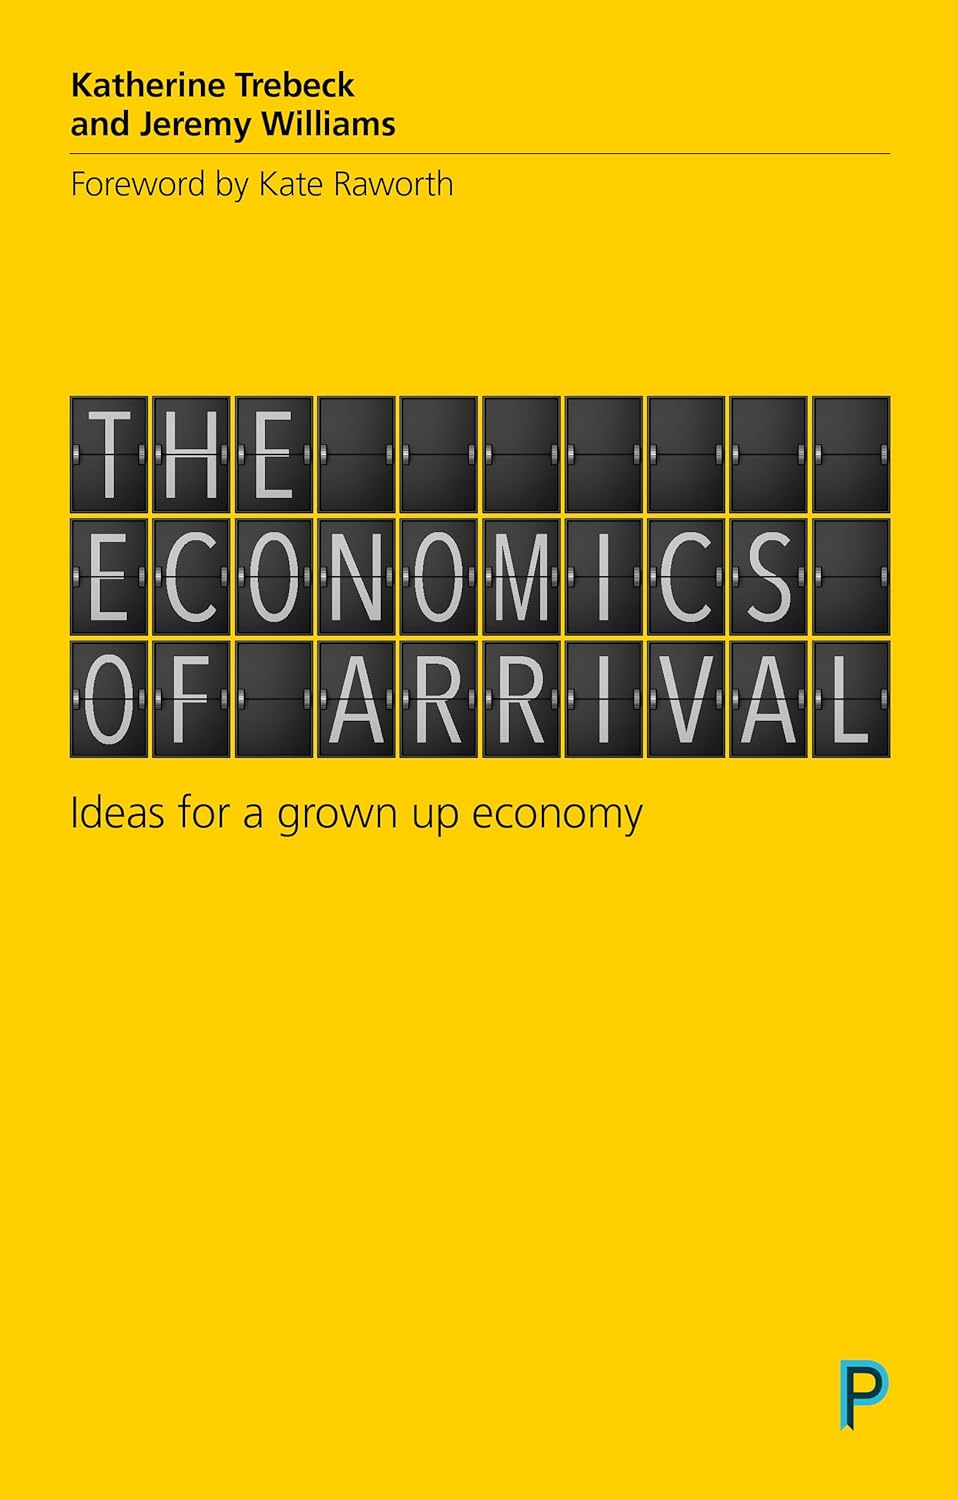 Katherine Trebeck
and Jeremy Williams
Foreword by Kate Raworth
THE
ECONOMICS
OF ARRIVAL
Ideas for a grown up economy
P